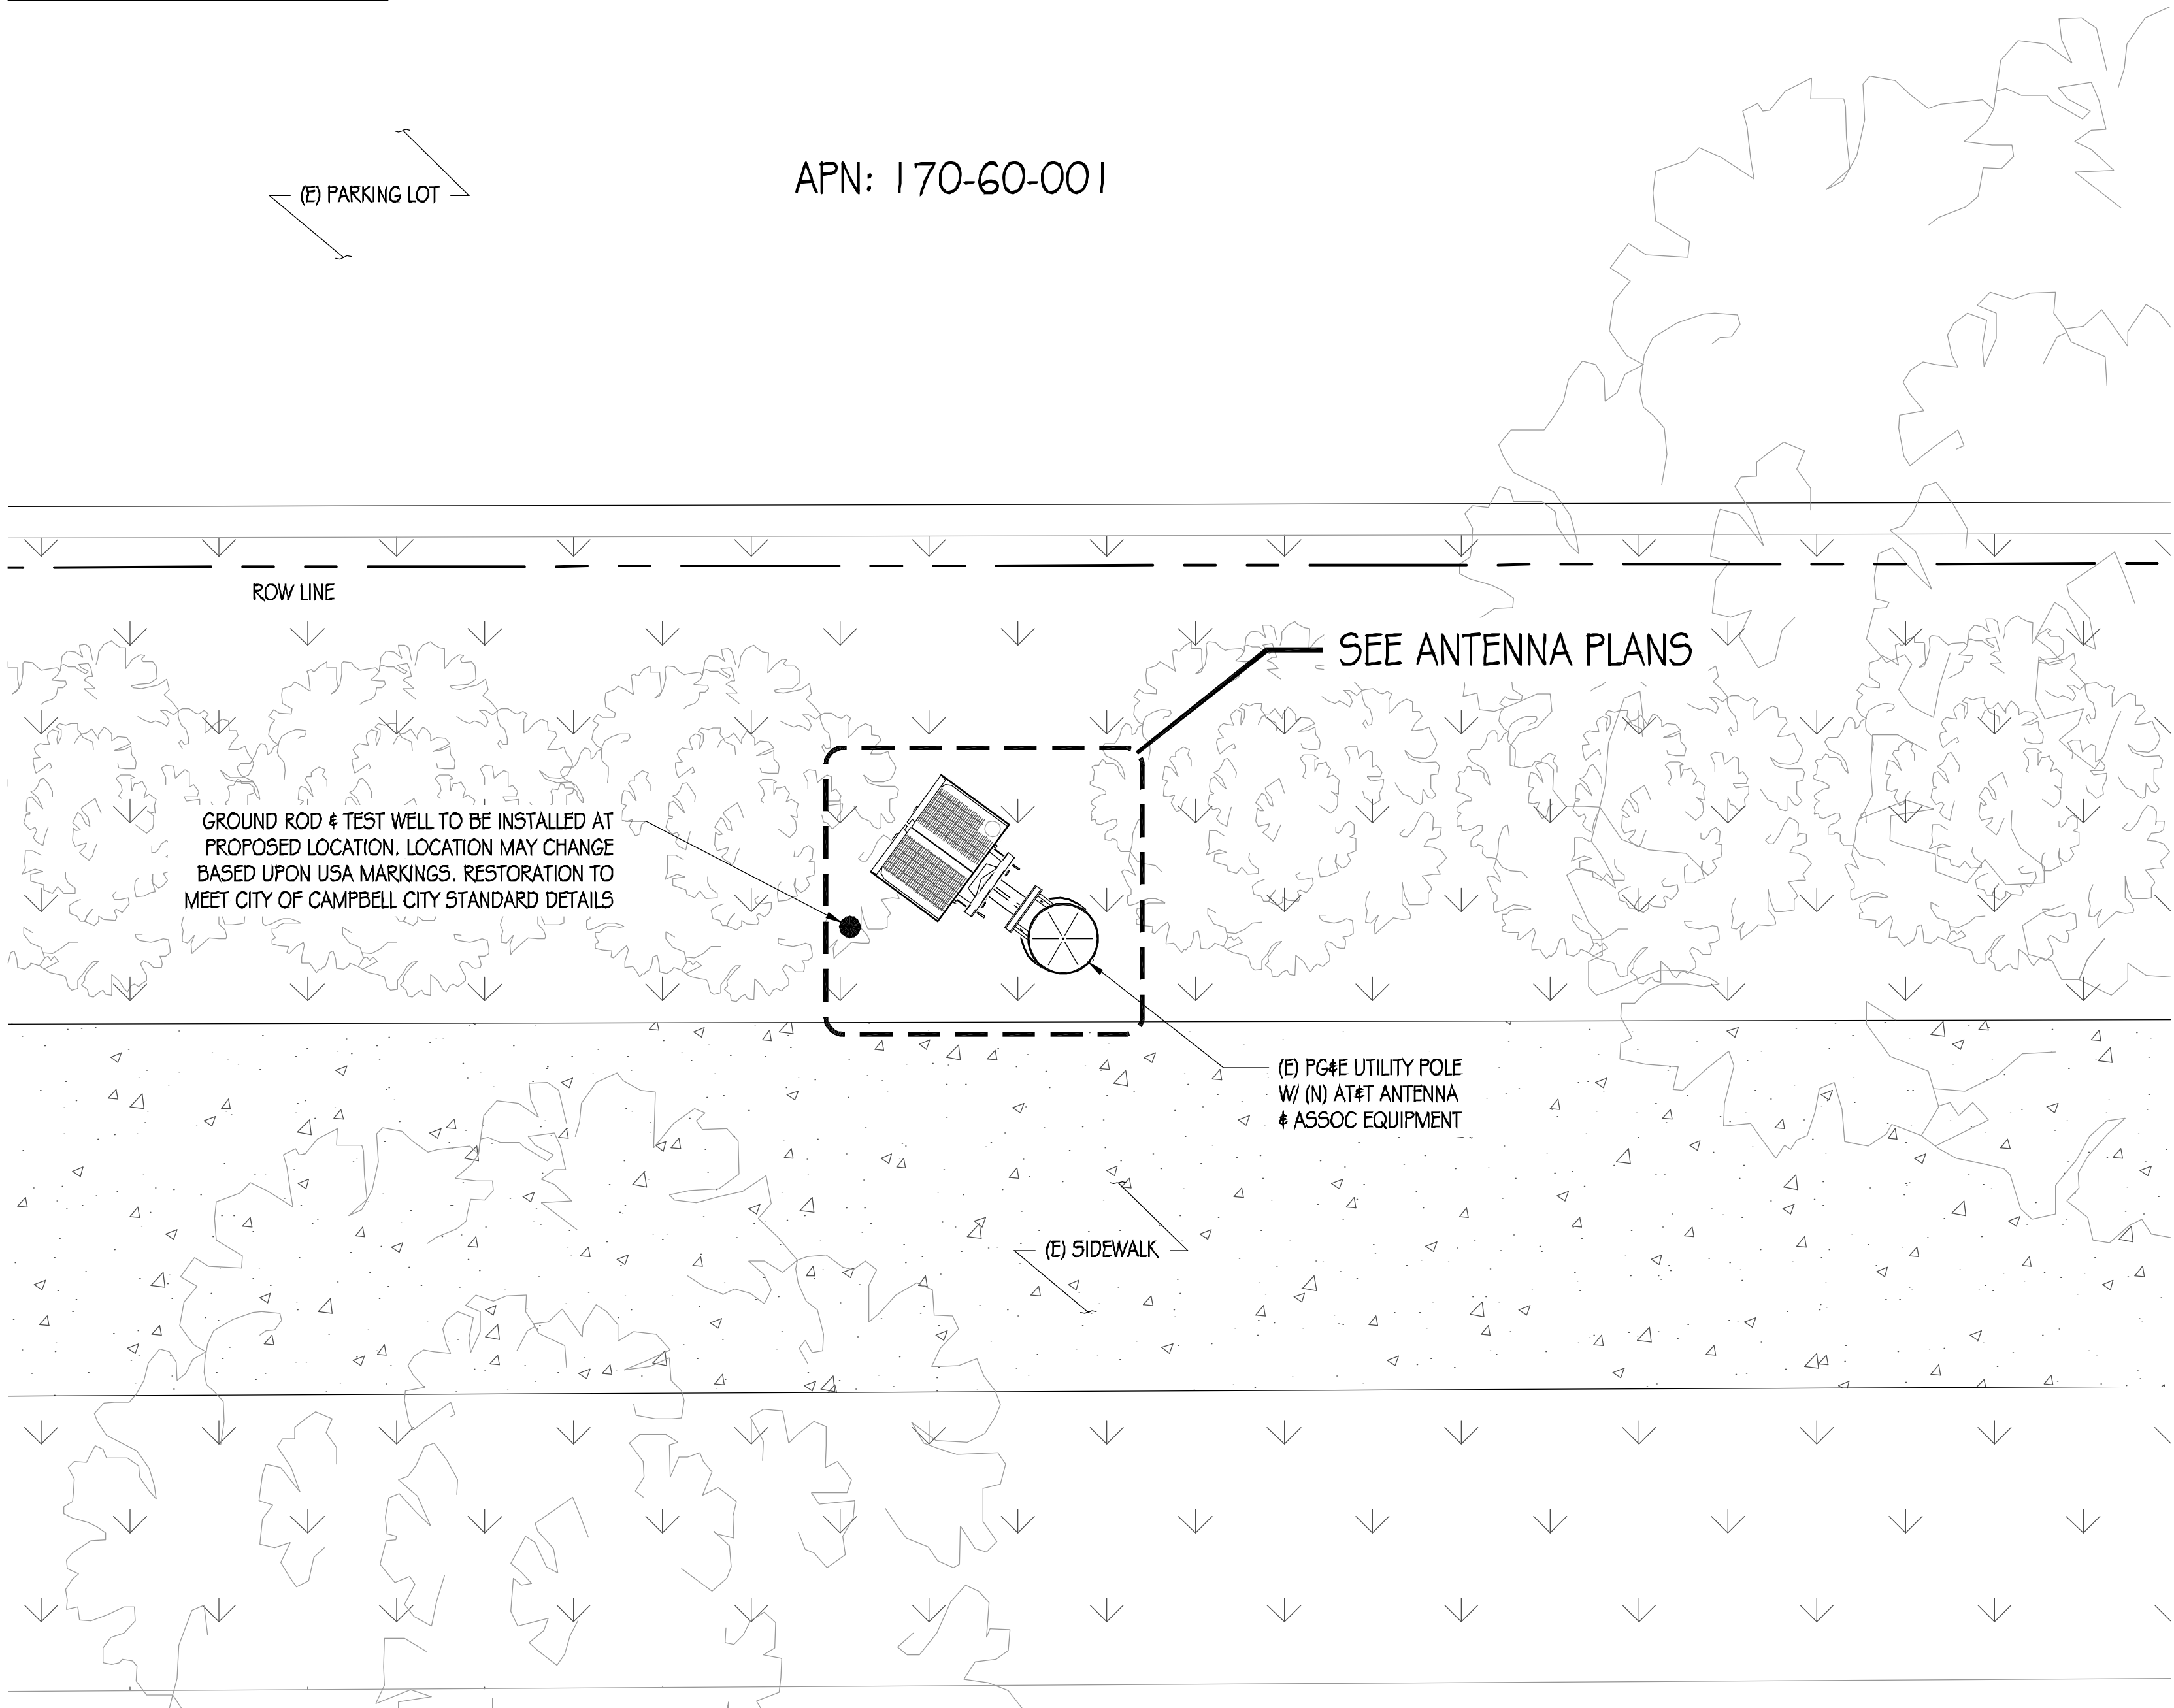 (E) PARKING LOT
APN: 170-60-001
ROW LINE
SEE ANTENNA PLANS
GROUND ROD & TEST WELL TO BE INSTALLED AT
PROPOSED LOCATION. LOCATION MAY CHANGE
BASED UPON USA MARKINGS. RESTORATION TO
MEET CITY OF CAMPBELL CITY STANDARD DETAILS
(E) PG&E UTILITY POLE
W/ (N) AT&T ANTENNA
& ASSOC EQUIPMENT
(E) SIDEWALK